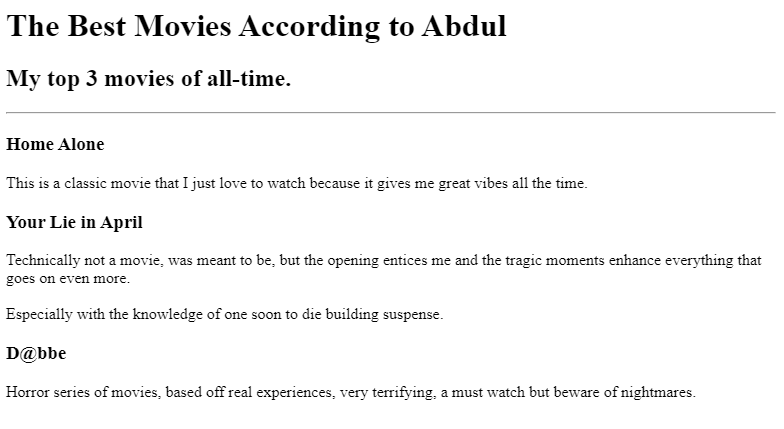 The Best Movies According to Abdul
My top 3 movies of all-time.
Home Alone
This is a classic movie that I just love to watch because it gives me great vibes all the time.
Your Lie in April
Technically not a movie, was meant to be, but the opening entices me and the tragic moments enhance everything that
goes on even more.
Especially with the knowledge of one soon to die building suspense.
D@bbe
Horror series of movies, based off real experiences, very terrifying, a must watch but beware of nightmares.